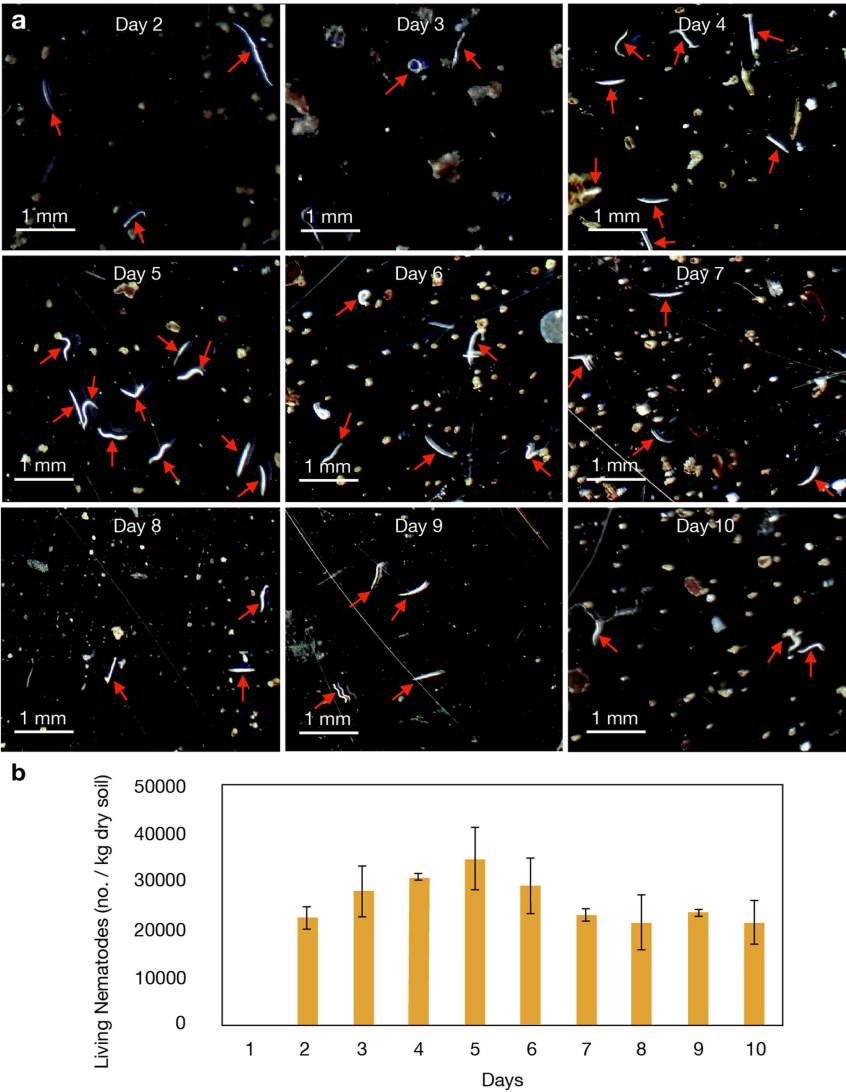 a
Day 2
Day 3
Day 4
1 mm
1 mm
1 mm
Day 5
Day 6
Day 7
1 mm
1 mm
1 mm
Day 8
Day 9
Day 10
1 mm
1 mm
1 mm
b
Living Nematodes (no. / kg dry soil)
50000
40000
30000
20000
10000
0
1 2 3 4 5 6 7 8 9 10
Days